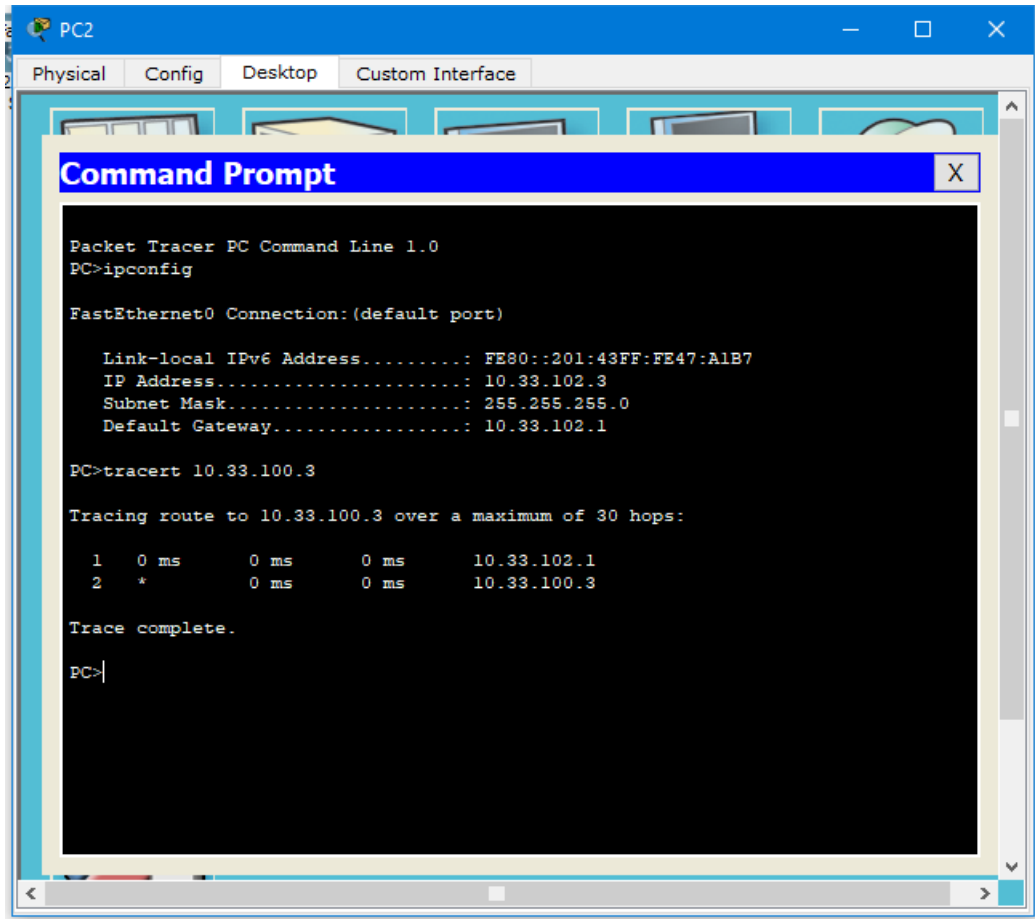 PC2
Physical Config Desktop Custom Interface
Command Prompt
X
Packet Tracer PC Command Line 1.0
PC>ipconfig
FastEthernet0 Connection:(default port)
Link-local IPv6 Address.........: FE80::201:43FF:FE47:A1B7
IP Address......................: 10.33.102.3
Subnet Mask.....................: 255.255.255.0
Default Gateway.................: 10.33.102.1
PC>tracert 10.33.100.3
Tracing route to 10.33.100.3 over a maximum of 30 hops:
1 0 ms 0 ms 0 ms 10.33.102.1
2 * 0 ms 0 ms 10.33.100.3
Trace complete.
PC>